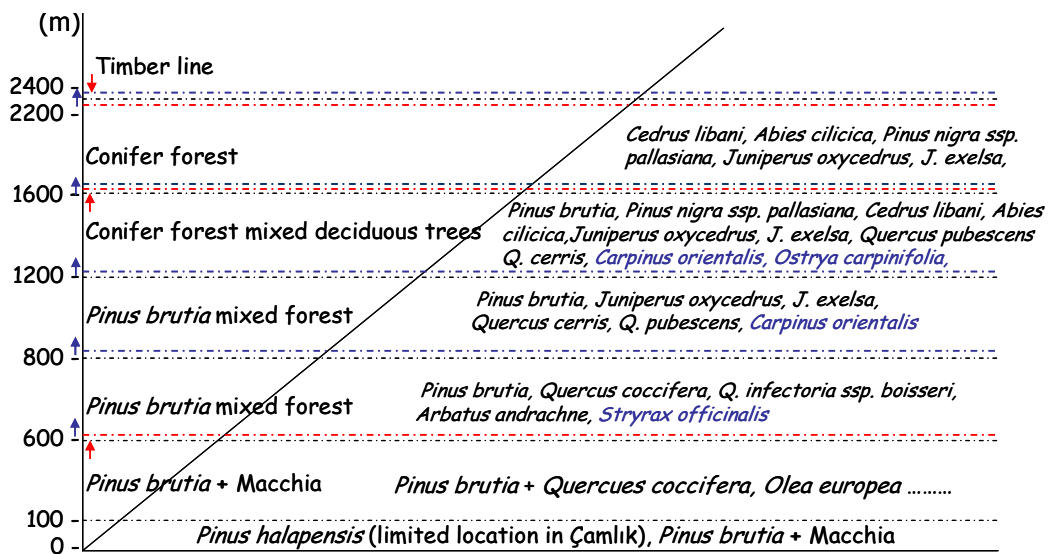 (m)
Timber line
2400 -
2200 -
Cedrus libani, Abies cilicica, Pinus nigra ssp.
pallasiana, Juniperus oxycedrus, J. exelsa,
Conifer forest
1600 -
Pinus brutia, Pinus nigra ssp. pallasiana, Cedrus libani, Abies
cilicica,Juniperus oxycedrus, J. exelsa, Quercus pubescens
Q. cerris, Carpinus orientalis, Ostrya carpinifolia,
Conifer forest mixed deciduous trees
1200 -
Pinus brutia, Juniperus oxycedrus, J. exelsa,
Quercus cerris, Q. pubescens, Carpinus orientalis
Pinus brutia mixed forest
800 -
Pinus brutia, Quercus coccifera, Q. infectoria ssp. boisseri,
Arbatus andrachne, Stryrax officinalis
Pinus brutia mixed forest
600 -
Pinus brutia + Macchia
Pinus brutia + Quercues coccifera, Olea europea .........
100 -
Pinus halapensis (limited location in Çamlık), Pinus brutia + Macchia
0 -